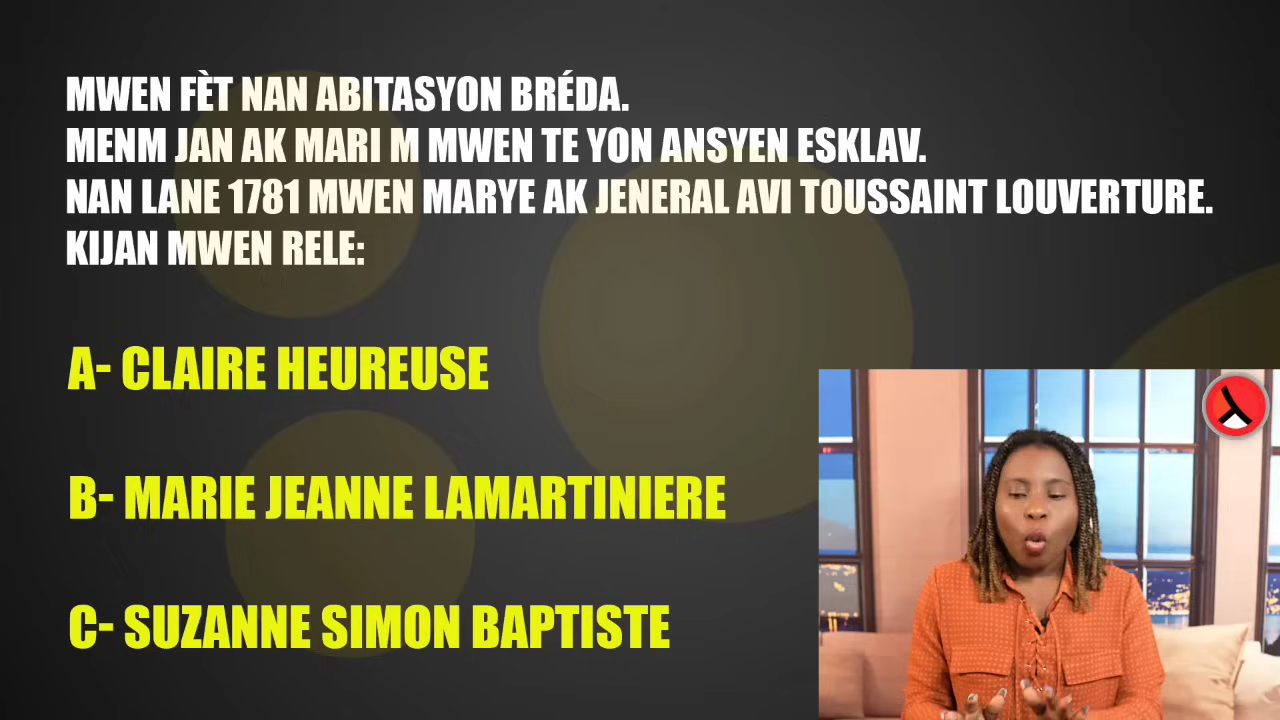 MWEN FÈT NAN ABITASYON BRÉDA.
MENM JAN AK MARI M MWEN TE YON ANSYEN ESKLAV.
NAN LANE 1781 MWEN MARYE AK JENERAL AVI TOUSSAINT LOUVERTURE.
KIJAN MWEN RELE:
A- CLAIRE HEUREUSE
B- MARIE JEANNE LAMARTINIERE
C- SUZANNE SIMON BAPTISTE